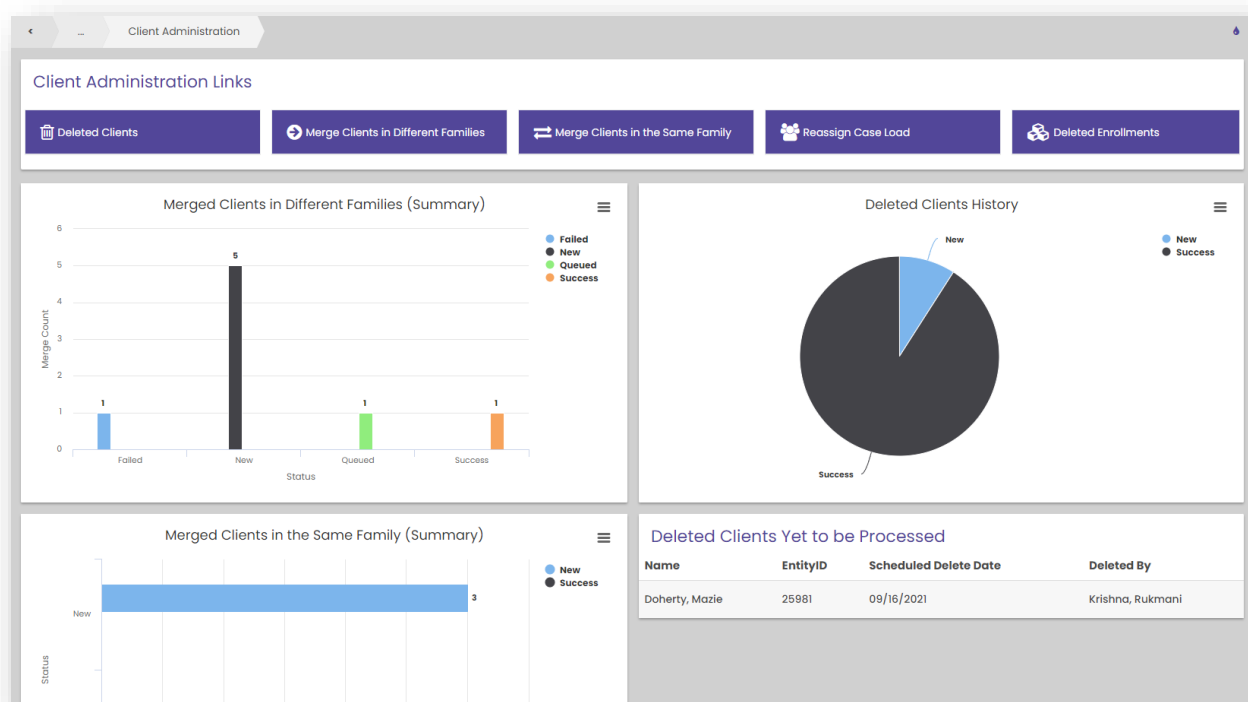 ... Client Administration
Client Administration Links
Deleted Clients
Merge Clients in Different Families
Merge Clients in the Same Family
Reassign Case Load
Deleted Enrollments
Merged Clients in Different Families (Summary)
6
5
4
3
2
1
0
Merge Count
1
5
1
1
Failed
New
Queued
Success
Status
Failed
New
Queued
Success
Deleted Clients History
New
Success
New
Success
Merged Clients in the Same Family (Summary)
New
3
Status
New
Success
Deleted Clients Yet to be Processed
Name EntityID Scheduled Delete Date Deleted By
Doherty, Mazie 25981 09/16/2021 Krishna, Rukmani